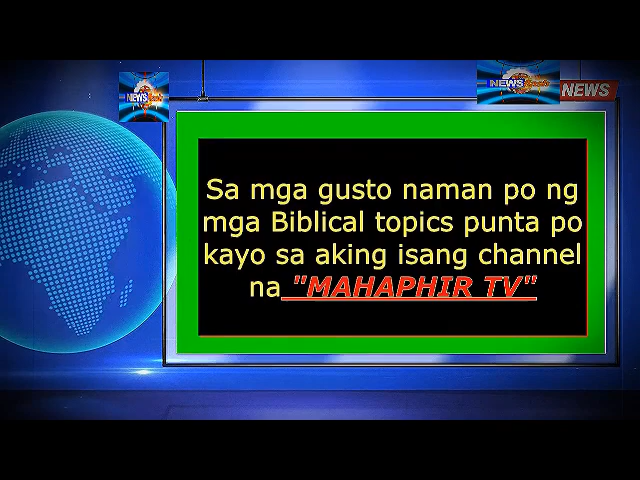 NEWS
NEWS
NEWS
Sa mga gusto naman po ng
mga Biblical topics punta po
kayo sa aking isang channel
na "MAHAPHIR TV"